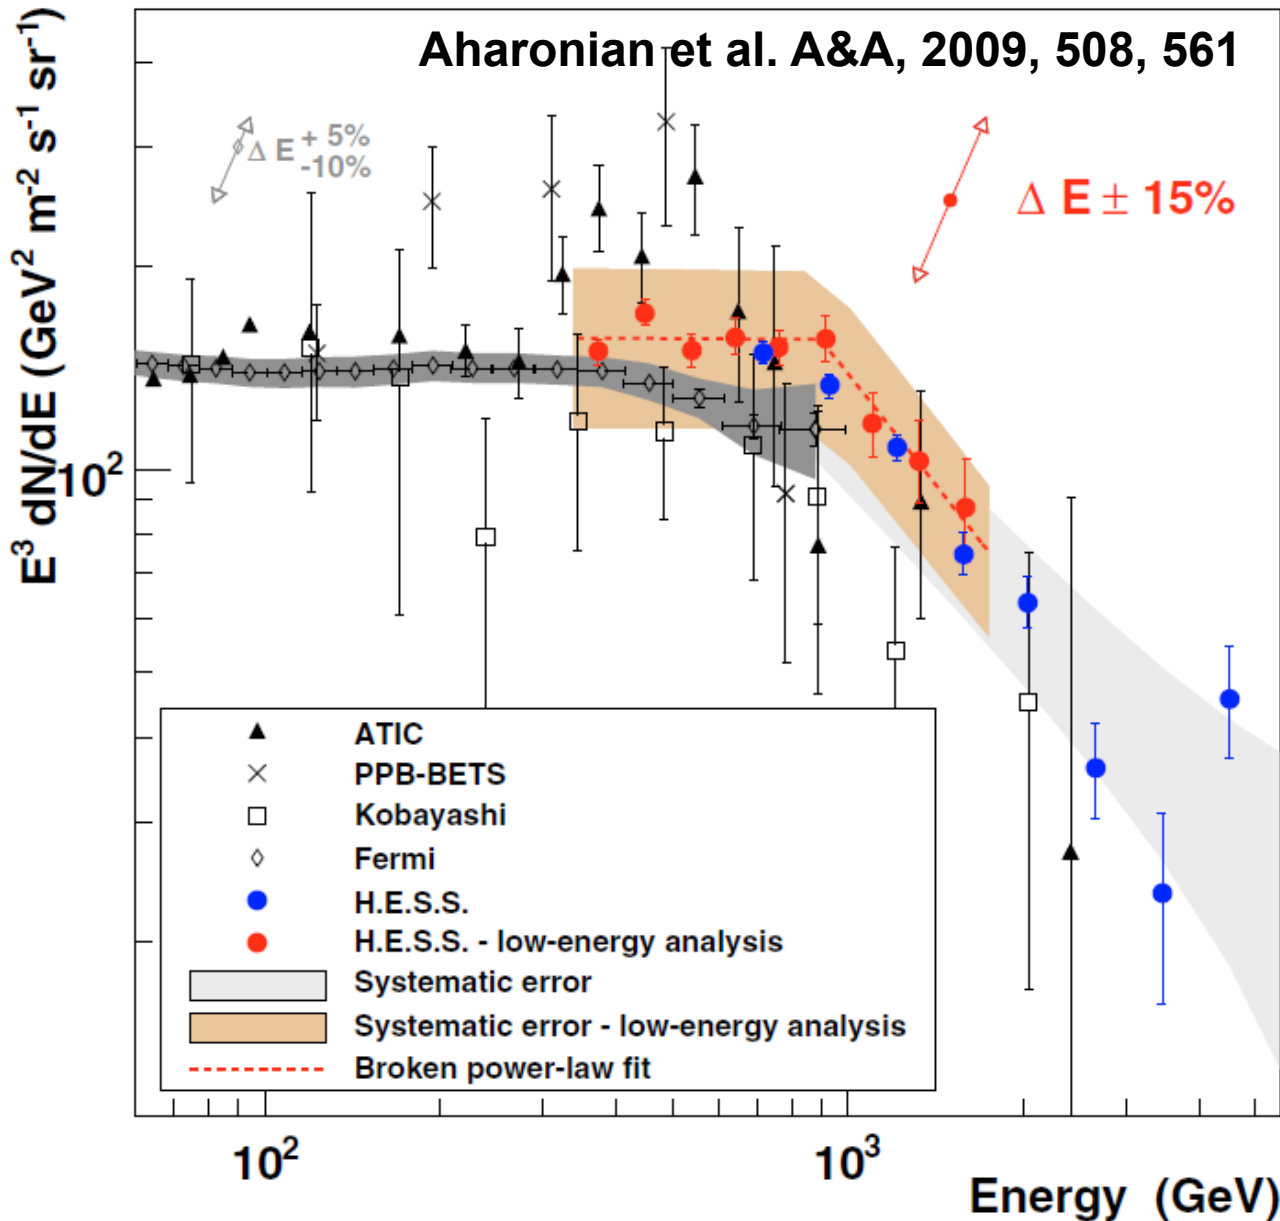 Aharonian et al. A&A, 2009, 508, 561
E³ dN/dE (GeV² m⁻² s⁻¹ sr⁻¹)
Δ E + 5%
-10%
Δ E ± 15%
10²
ATIC
PPB-BETS
Kobayashi
Fermi
H.E.S.S.
H.E.S.S. - low-energy analysis
Systematic error
Systematic error - low-energy analysis
Broken power-law fit
10² 10³
Energy (GeV)